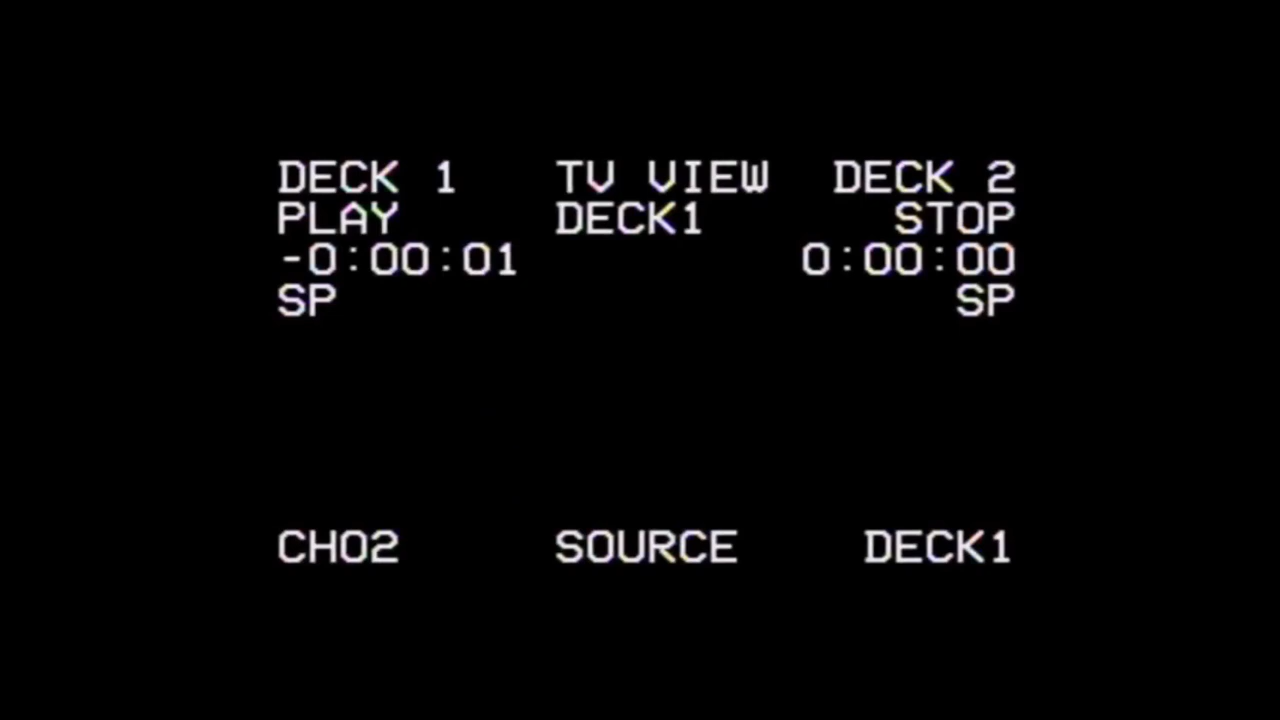 DECK 1 TV VIEW DECK 2
PLAY DECK1 STOP
-0:00:01 0:00:00
SP SP
CH02 SOURCE DECK1